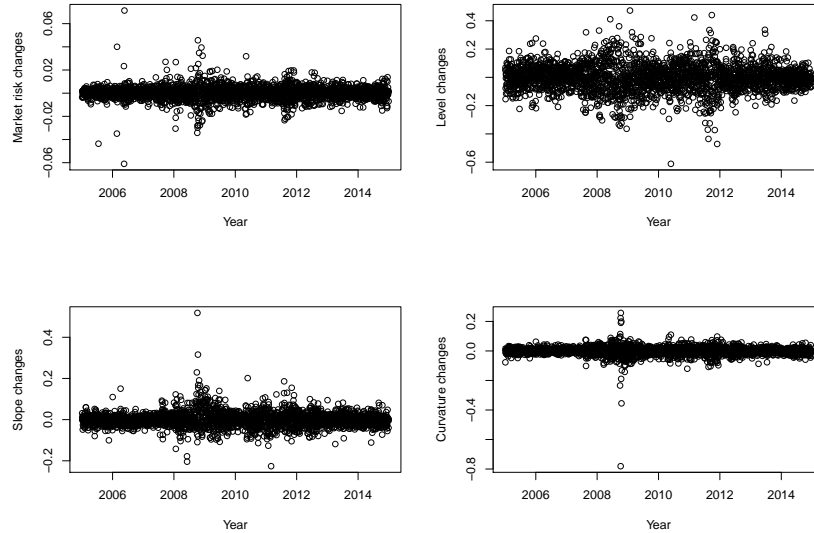 Market risk changes
0.06
0.02
−0.02
−0.06
2006 2008 2010 2012 2014
Year
Level changes
0.4
0.2
−0.2
−0.6
2006 2008 2010 2012 2014
Year
Slope changes
0.4
0.2
0.0
−0.2
2006 2008 2010 2012 2014
Year
Curvature changes
0.2
0.0
−0.4
−0.8
2006 2008 2010 2012 2014
Year